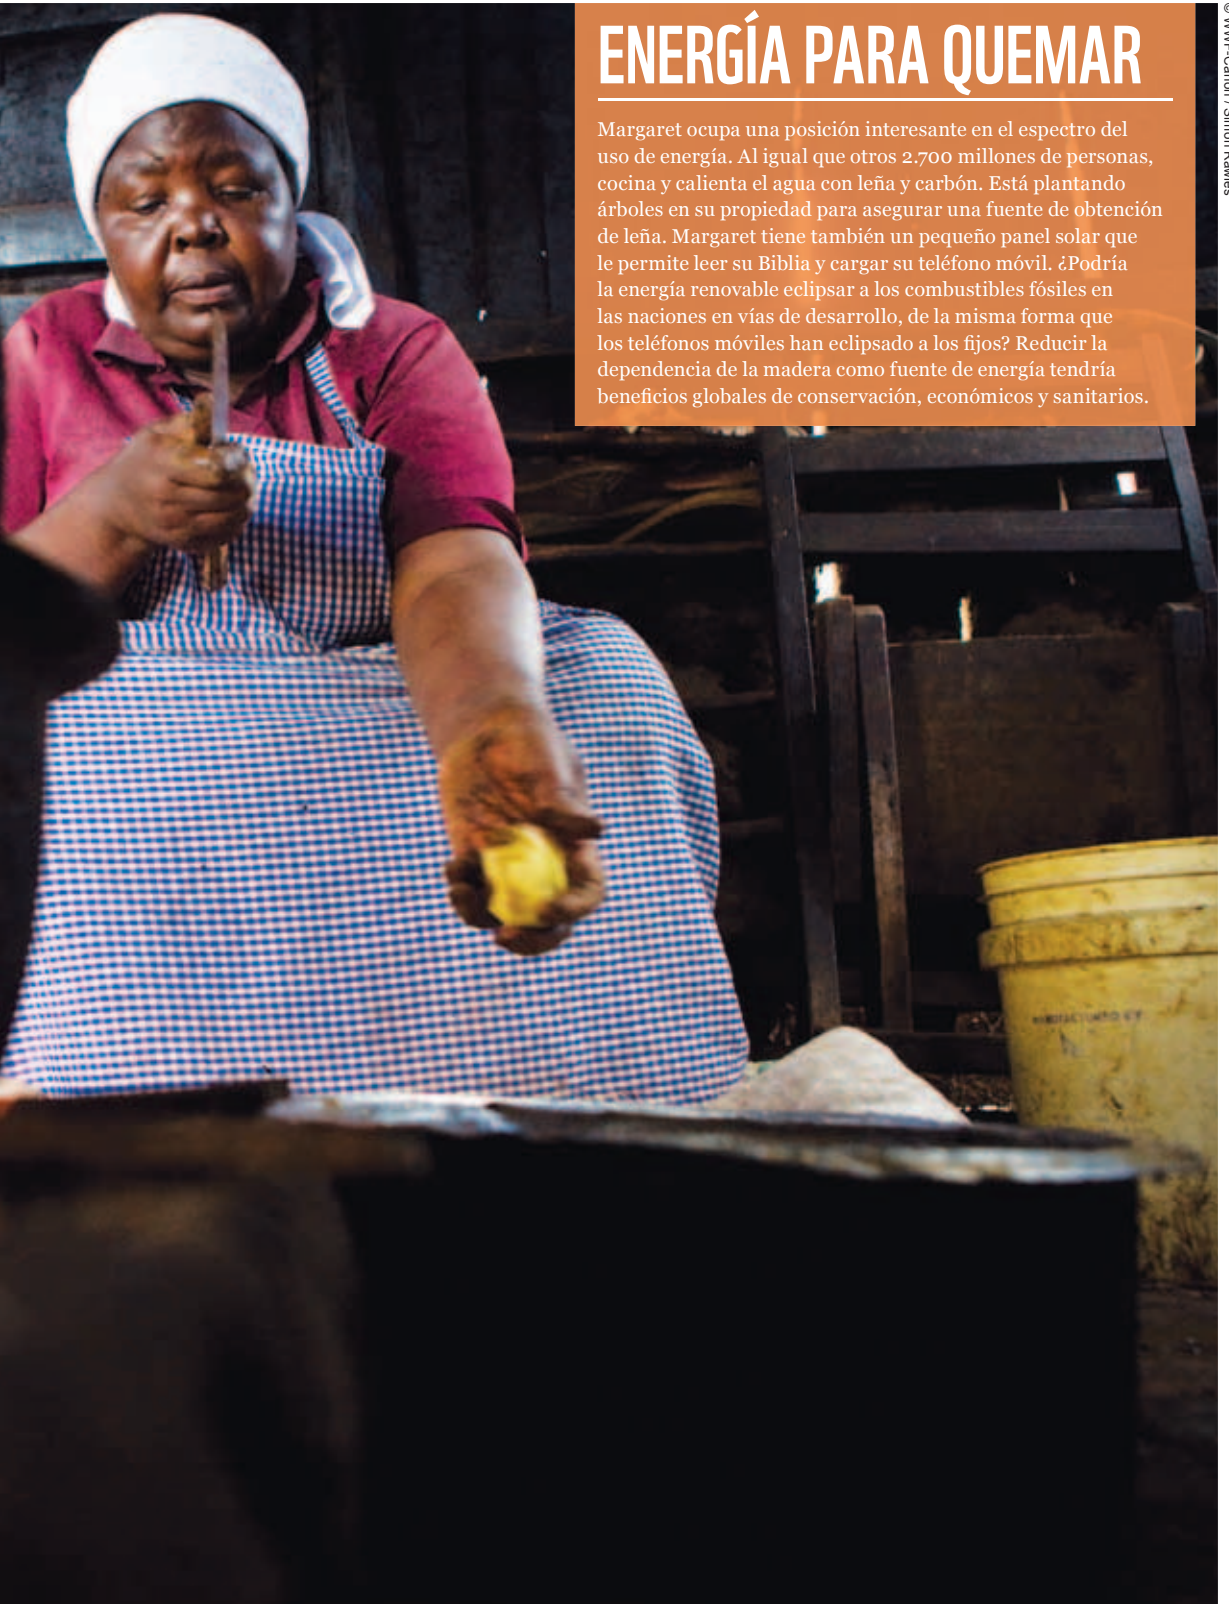 ENERGÍA PARA QUEMAR
Margaret ocupa una posición interesante en el espectro del
uso de energía. Al igual que otros 2.700 millones de personas,
cocina y calienta el agua con leña y carbón. Está plantando
árboles en su propiedad para asegurar una fuente de obtención
de leña. Margaret tiene también un pequeño panel solar que
le permite leer su Biblia y cargar su teléfono móvil. ¿Podría
la energía renovable eclipsar a los combustibles fósiles en
las naciones en vías de desarrollo, de la misma forma que
los teléfonos móviles han eclipsado a los fijos? Reducir la
dependencia de la madera como fuente de energía tendría
beneficios globales de conservación, económicos y sanitarios.
© WWF-Canon / Simon Rawles